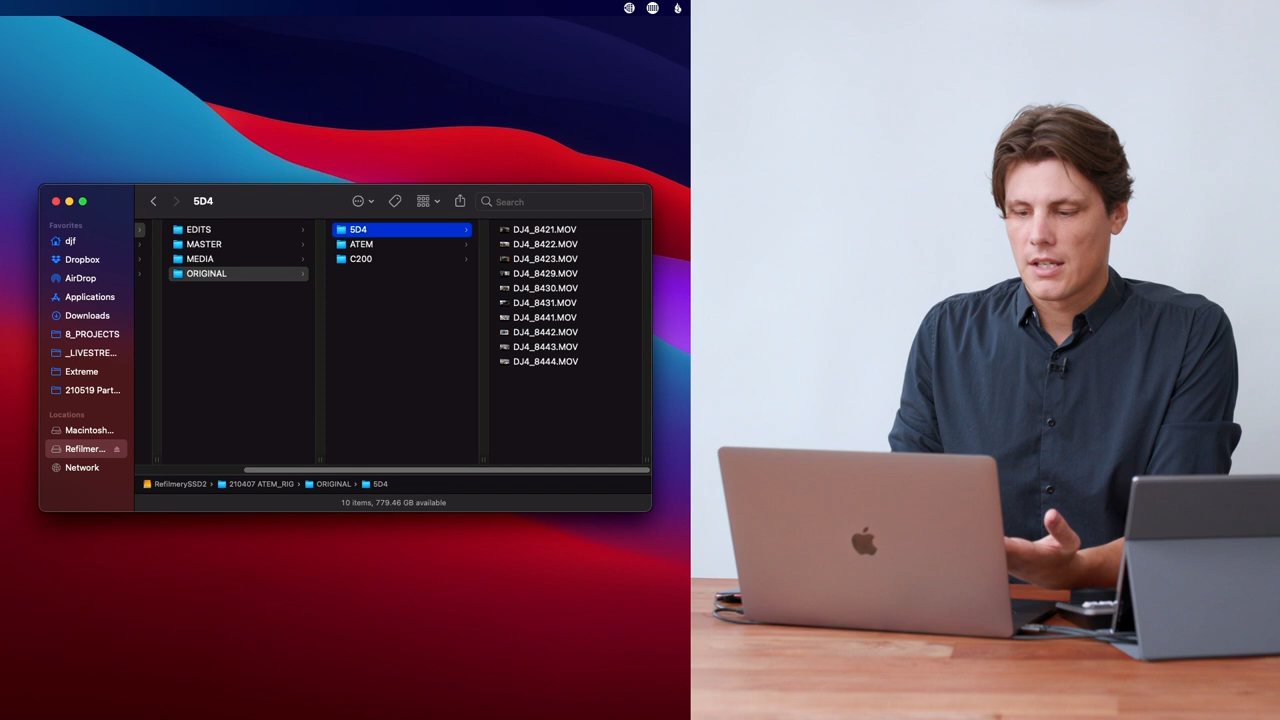 5D4
Search
Favorites
djf
Dropbox
AirDrop
Applications
Downloads
8_PROJECTS
_LIVESTRE...
Extreme
210519 Part...
Locations
Macintosh...
Refilmer...
Network
EDITS
MASTER
MEDIA
ORIGINAL
5D4
ATEM
C200
DJ4_8421.MOV
DJ4_8422.MOV
DJ4_8423.MOV
DJ4_8429.MOV
DJ4_8430.MOV
DJ4_8431.MOV
DJ4_8441.MOV
DJ4_8442.MOV
DJ4_8443.MOV
DJ4_8444.MOV
RefilmerySSD2 › 210407 ATEM_RIG › ORIGINAL › 5D4
10 items, 779.46 GB available